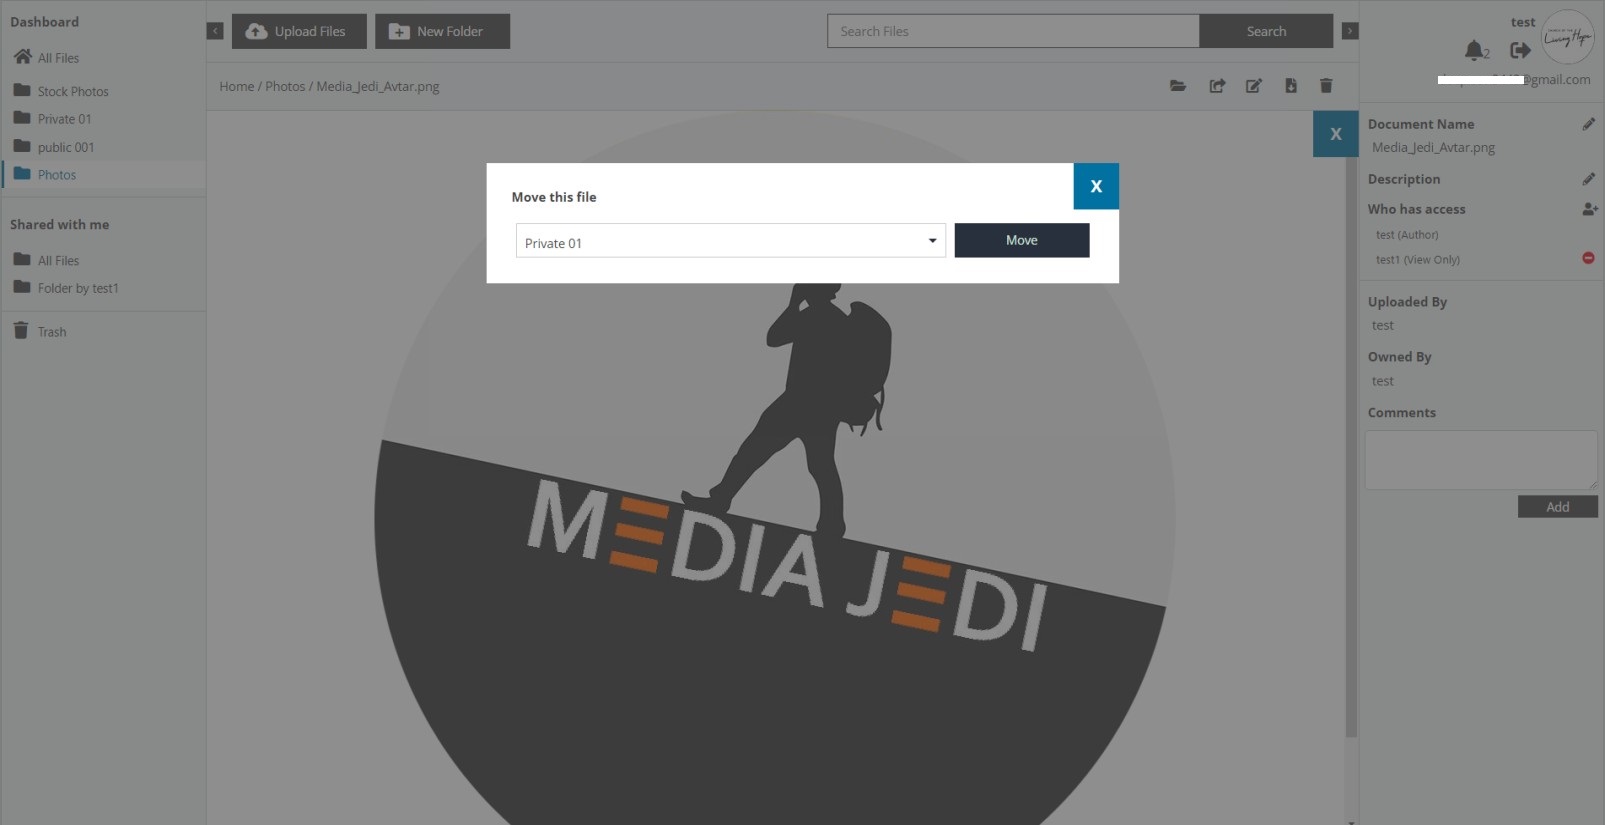 Dashboard
All Files
Stock Photos
Private 01
public 001
Photos
Shared with me
All Files
Folder by test1
Trash
Upload Files
New Folder
Search Files
Search
Home / Photos / Media_Jedi_Avtar.png
X
Move this file
X
Private 01
Move
MEDIA JEDI
test
Living Hope
2
@gmail.com
Document Name
Media_Jedi_Avtar.png
Description
Who has access
test (Author)
test1 (View Only)
Uploaded By
test
Owned By
test
Comments
Add